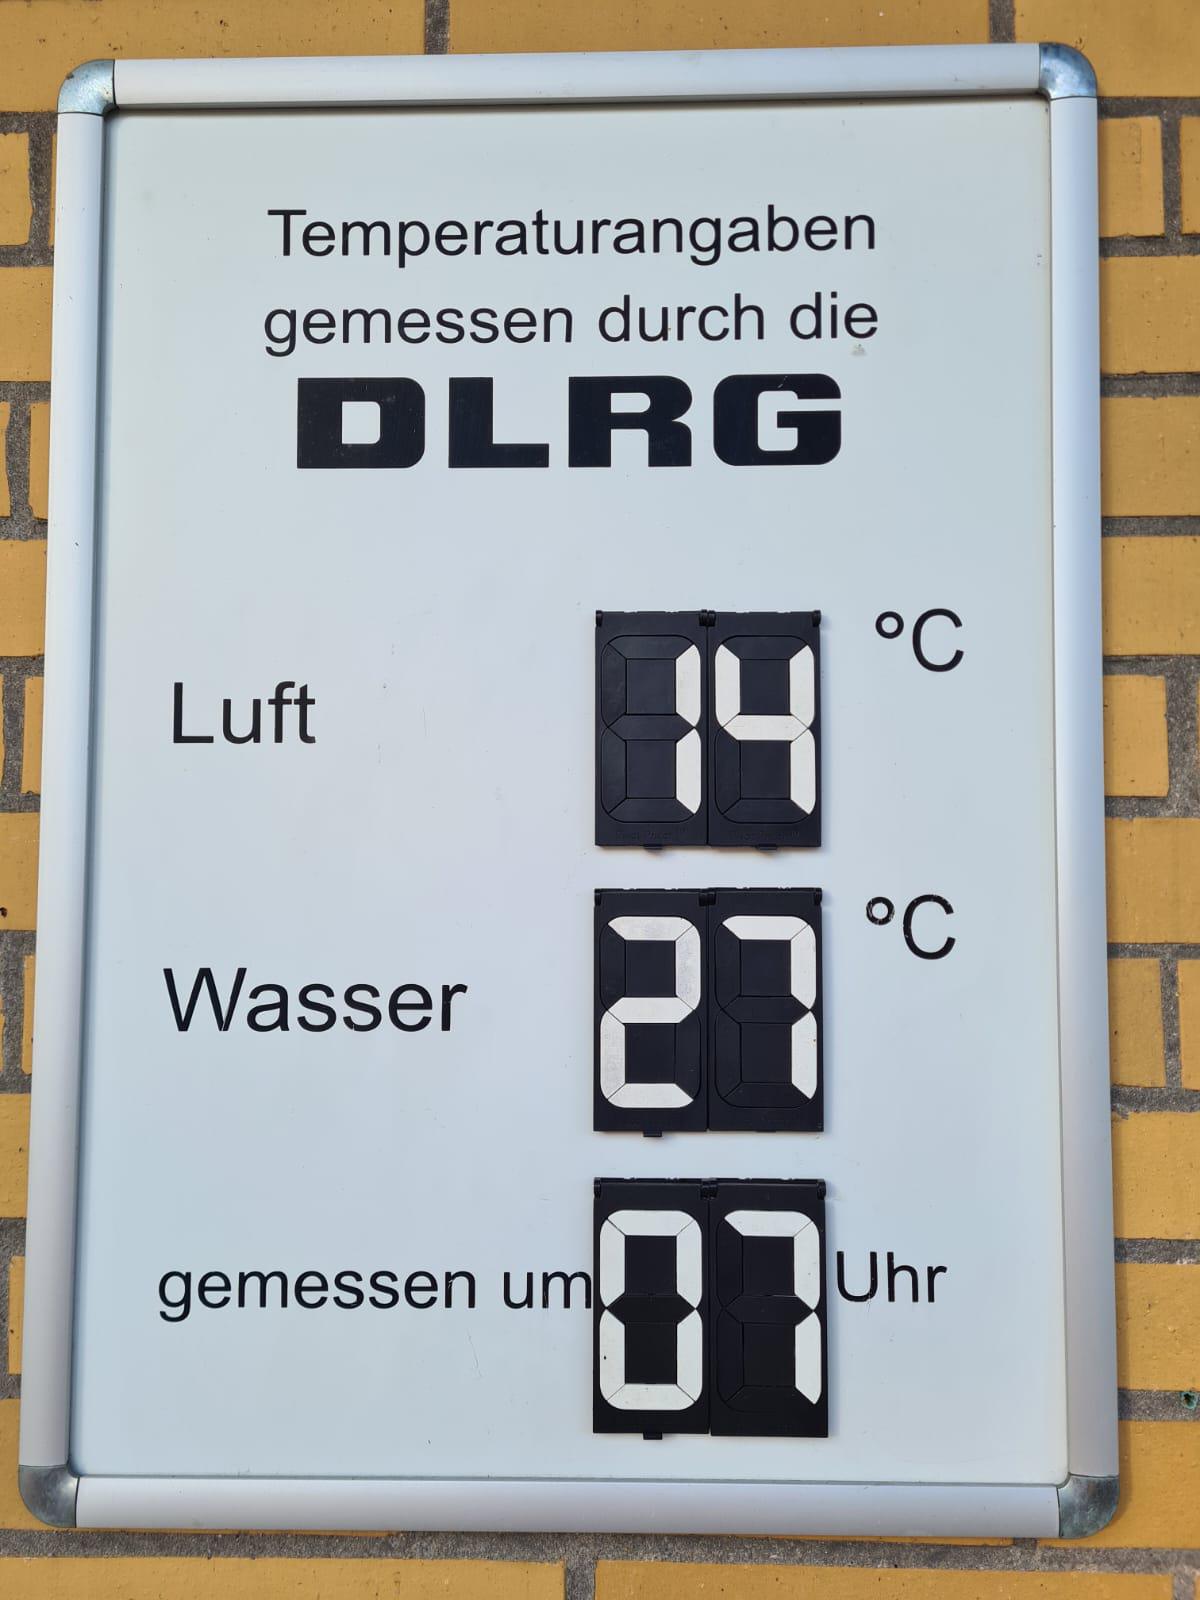 Temperaturangaben
gemessen durch die
DLRG
Luft 14 °C
Wasser 27 °C
gemessen um 07 Uhr